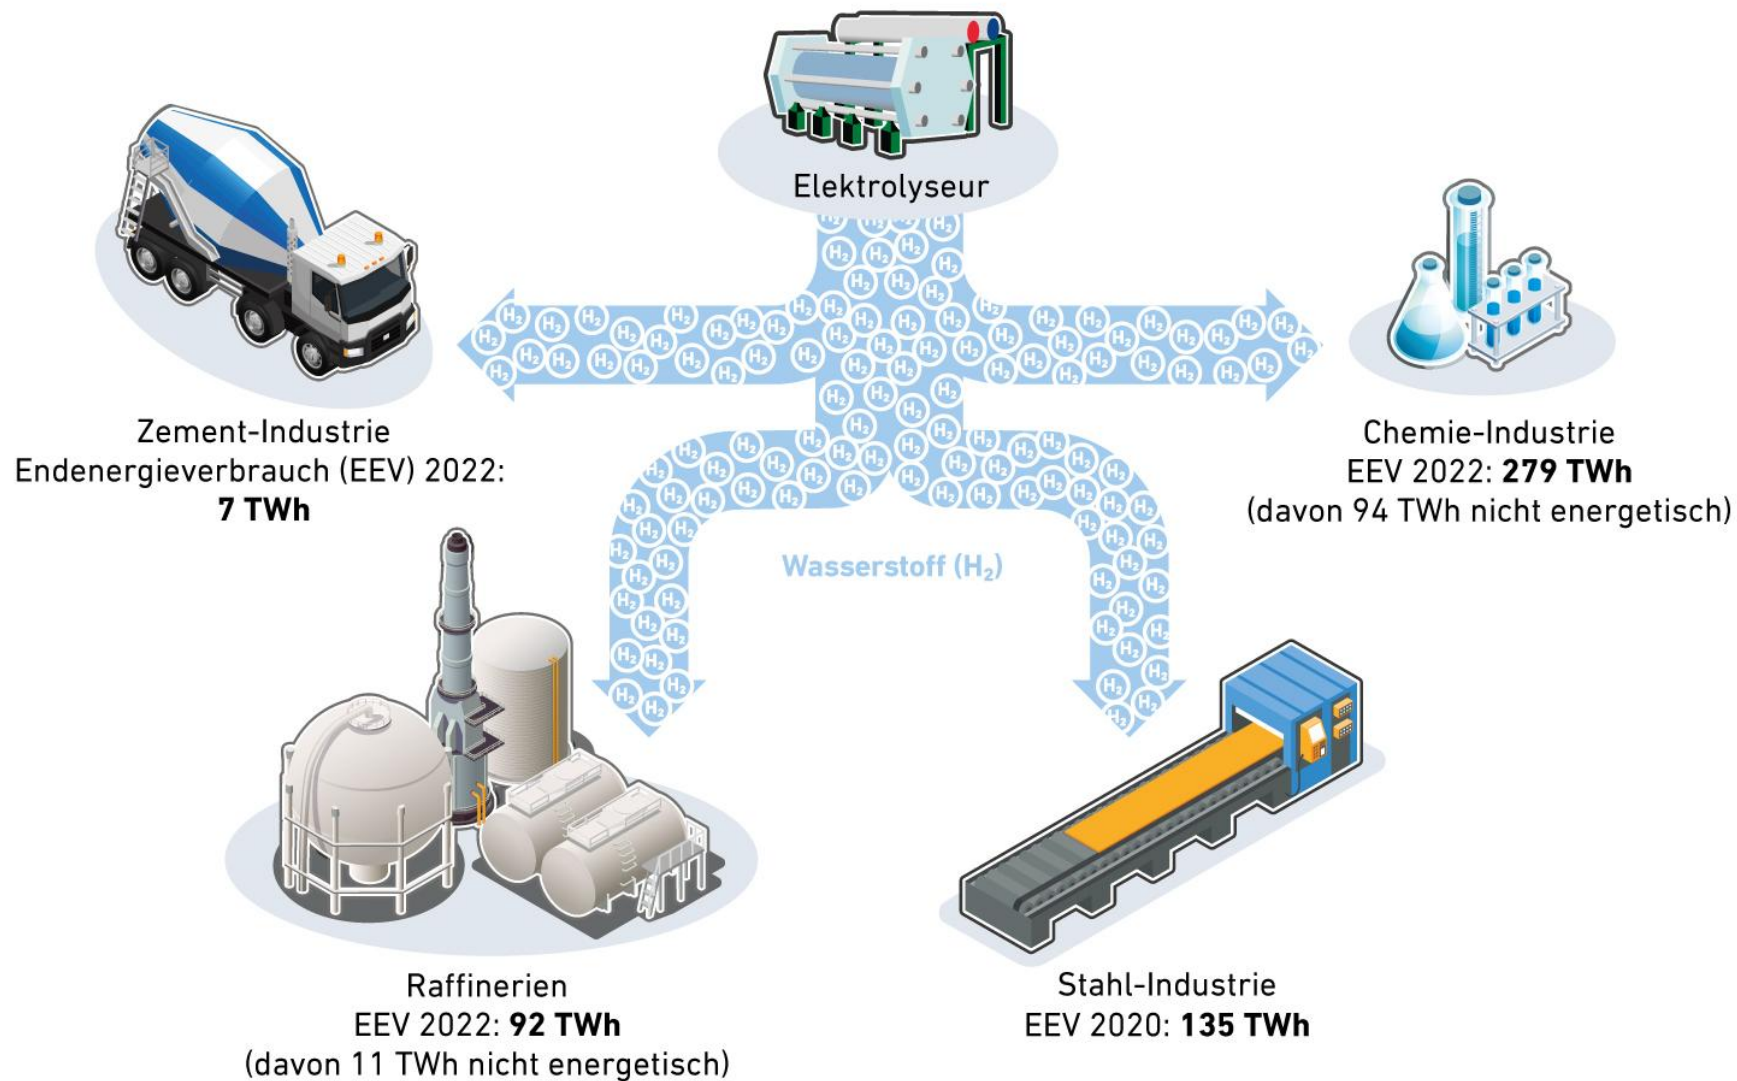 Elektrolyseur
Zement-Industrie
Endenergieverbrauch (EEV) 2022:
7 TWh
Chemie-Industrie
EEV 2022: 279 TWh
(davon 94 TWh nicht energetisch)
Wasserstoff (H₂)
Raffinerien
EEV 2022: 92 TWh
(davon 11 TWh nicht energetisch)
Stahl-Industrie
EEV 2020: 135 TWh
H₂